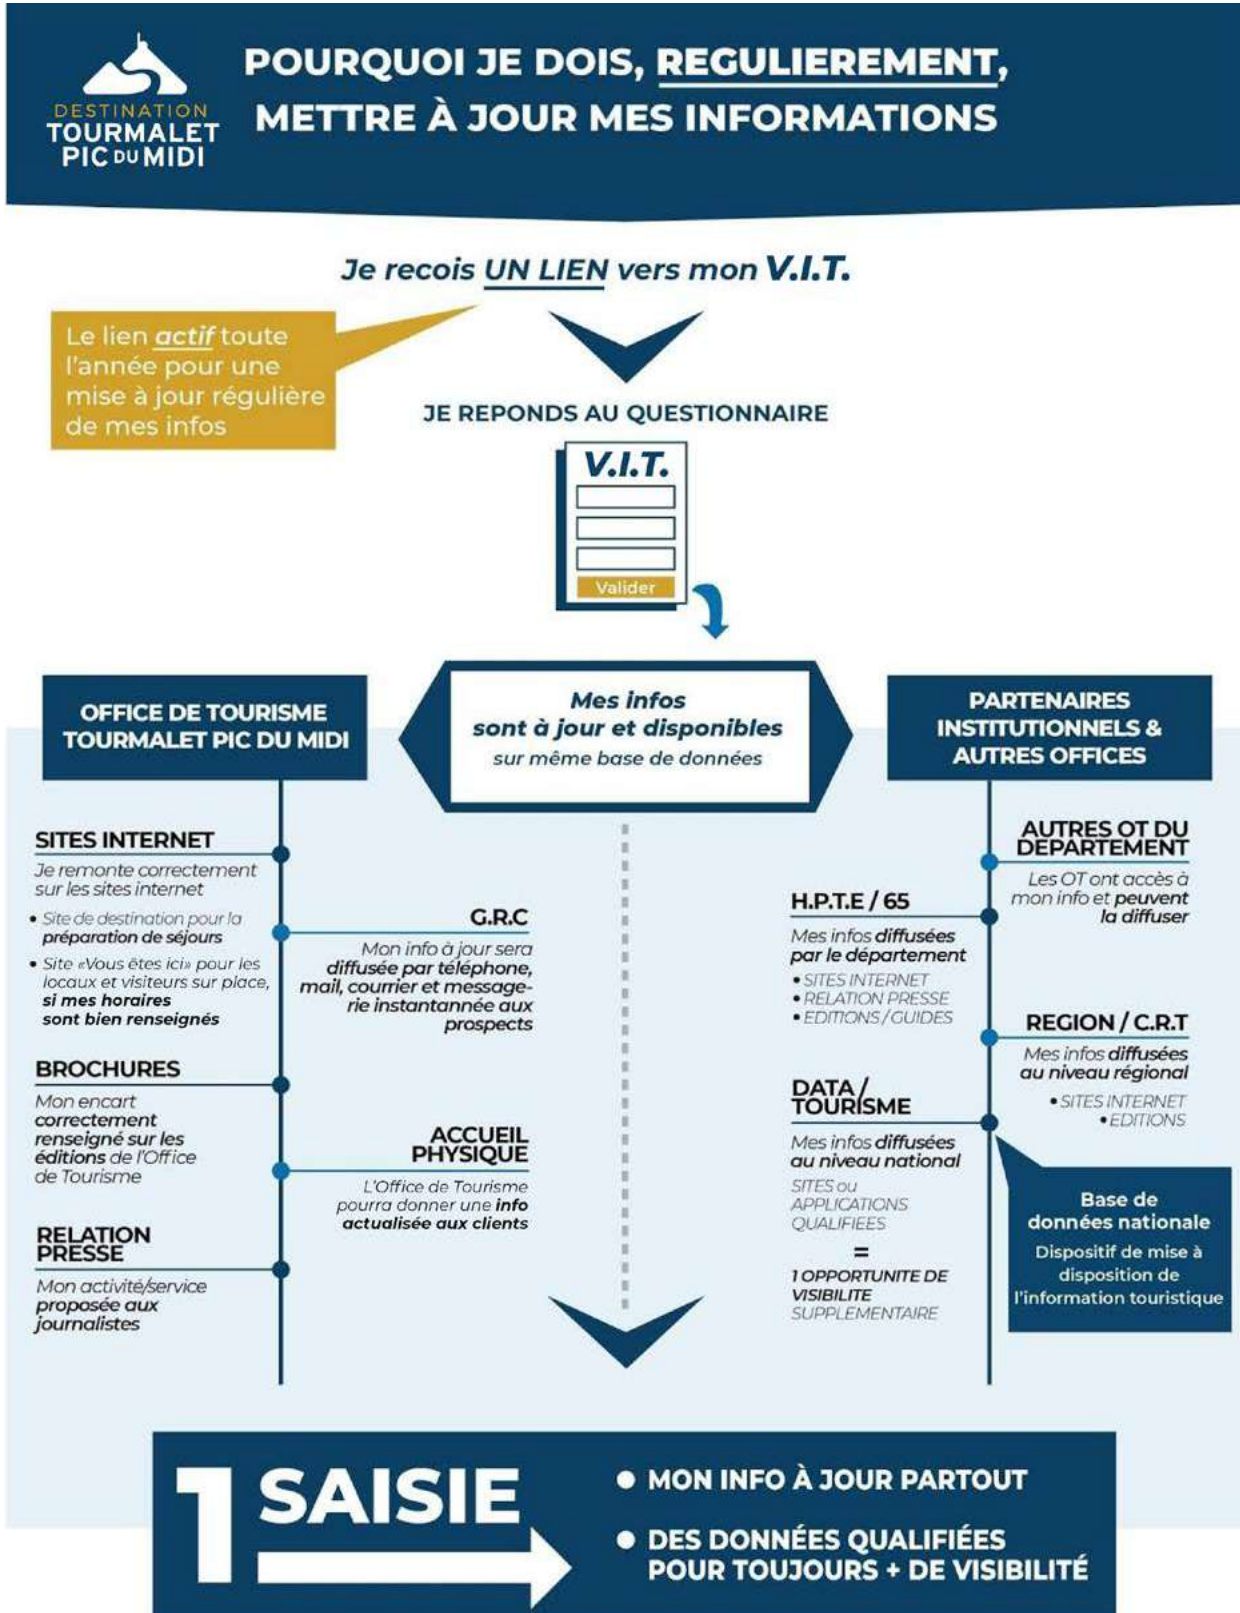 DESTINATION
TOURMALET
PIC DU MIDI
POURQUOI JE DOIS, REGULIEREMENT,
METTRE À JOUR MES INFORMATIONS
Je recois UN LIEN vers mon V.I.T.
Le lien actif toute
l'année pour une
mise à jour régulière
de mes infos
JE REPONDS AU QUESTIONNAIRE
V.I.T.
Valider
Mes infos
sont à jour et disponibles
sur même base de données
OFFICE DE TOURISME
TOURMALET PIC DU MIDI
SITES INTERNET
Je remonte correctement
sur les sites internet
• Site de destination pour la
préparation de séjours
• Site «Vous êtes ici» pour les
locaux et visiteurs sur place,
si mes horaires
sont bien renseignés
G.R.C
Mon info à jour sera
diffusée par téléphone,
mail, courrier et message-
rie instantannée aux
prospects
BROCHURES
Mon encart
correctement
renseigné sur les
éditions de l'Office
de Tourisme
ACCUEIL
PHYSIQUE
L'Office de Tourisme
pourra donner une info
actualisée aux clients
RELATION
PRESSE
Mon activité/service
proposée aux
journalistes
PARTENAIRES
INSTITUTIONNELS &
AUTRES OFFICES
AUTRES OT DU
DEPARTEMENT
Les OT ont accès à
mon info et peuvent
la diffuser
H.P.T.E / 65
Mes infos diffusées
par le département
• SITES INTERNET
• RELATION PRESSE
• EDITIONS / GUIDES
REGION / C.R.T
Mes infos diffusées
au niveau régional
• SITES INTERNET
• EDITIONS
DATA /
TOURISME
Mes infos diffusées
au niveau national
SITES ou
APPLICATIONS
QUALIFIEES
=
1 OPPORTUNITE DE
VISIBILITE
SUPPLEMENTAIRE
Base de
données nationale
Dispositif de mise à
disposition de
l'information touristique
1 SAISIE
• MON INFO À JOUR PARTOUT
• DES DONNÉES QUALIFIÉES
POUR TOUJOURS + DE VISIBILITÉ